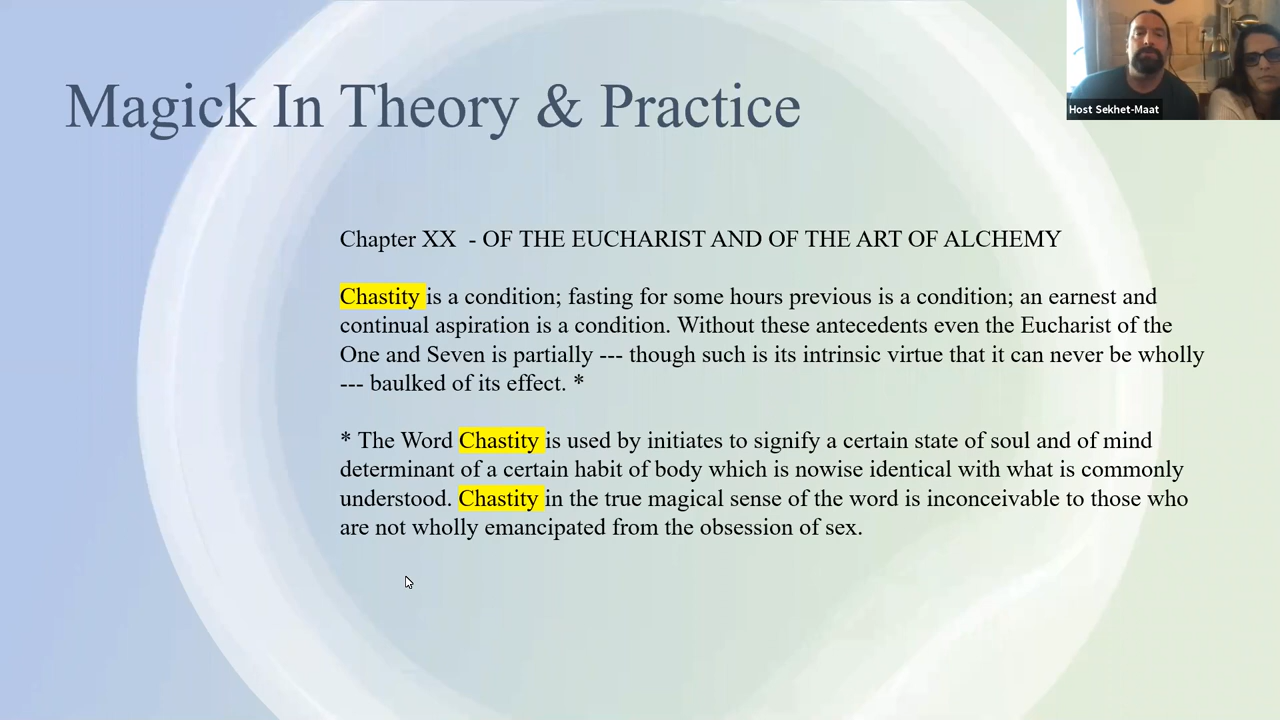 Host Sekhet-Maat
Magick In Theory & Practice
Chapter XX - OF THE EUCHARIST AND OF THE ART OF ALCHEMY
Chastity is a condition; fasting for some hours previous is a condition; an earnest and
continual aspiration is a condition. Without these antecedents even the Eucharist of the
One and Seven is partially --- though such is its intrinsic virtue that it can never be wholly
--- baulked of its effect. *
* The Word Chastity is used by initiates to signify a certain state of soul and of mind
determinant of a certain habit of body which is nowise identical with what is commonly
understood. Chastity in the true magical sense of the word is inconceivable to those who
are not wholly emancipated from the obsession of sex.